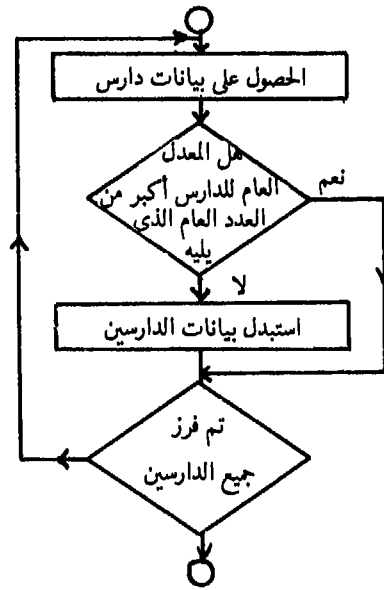 الحصول على بيانات دارس
هل المعدل
العام للدارس أكبر من
العدد العام الذى
يليه
نعم
لا
استبدل بيانات الدارسين
تم فرز
جميع الدارسين